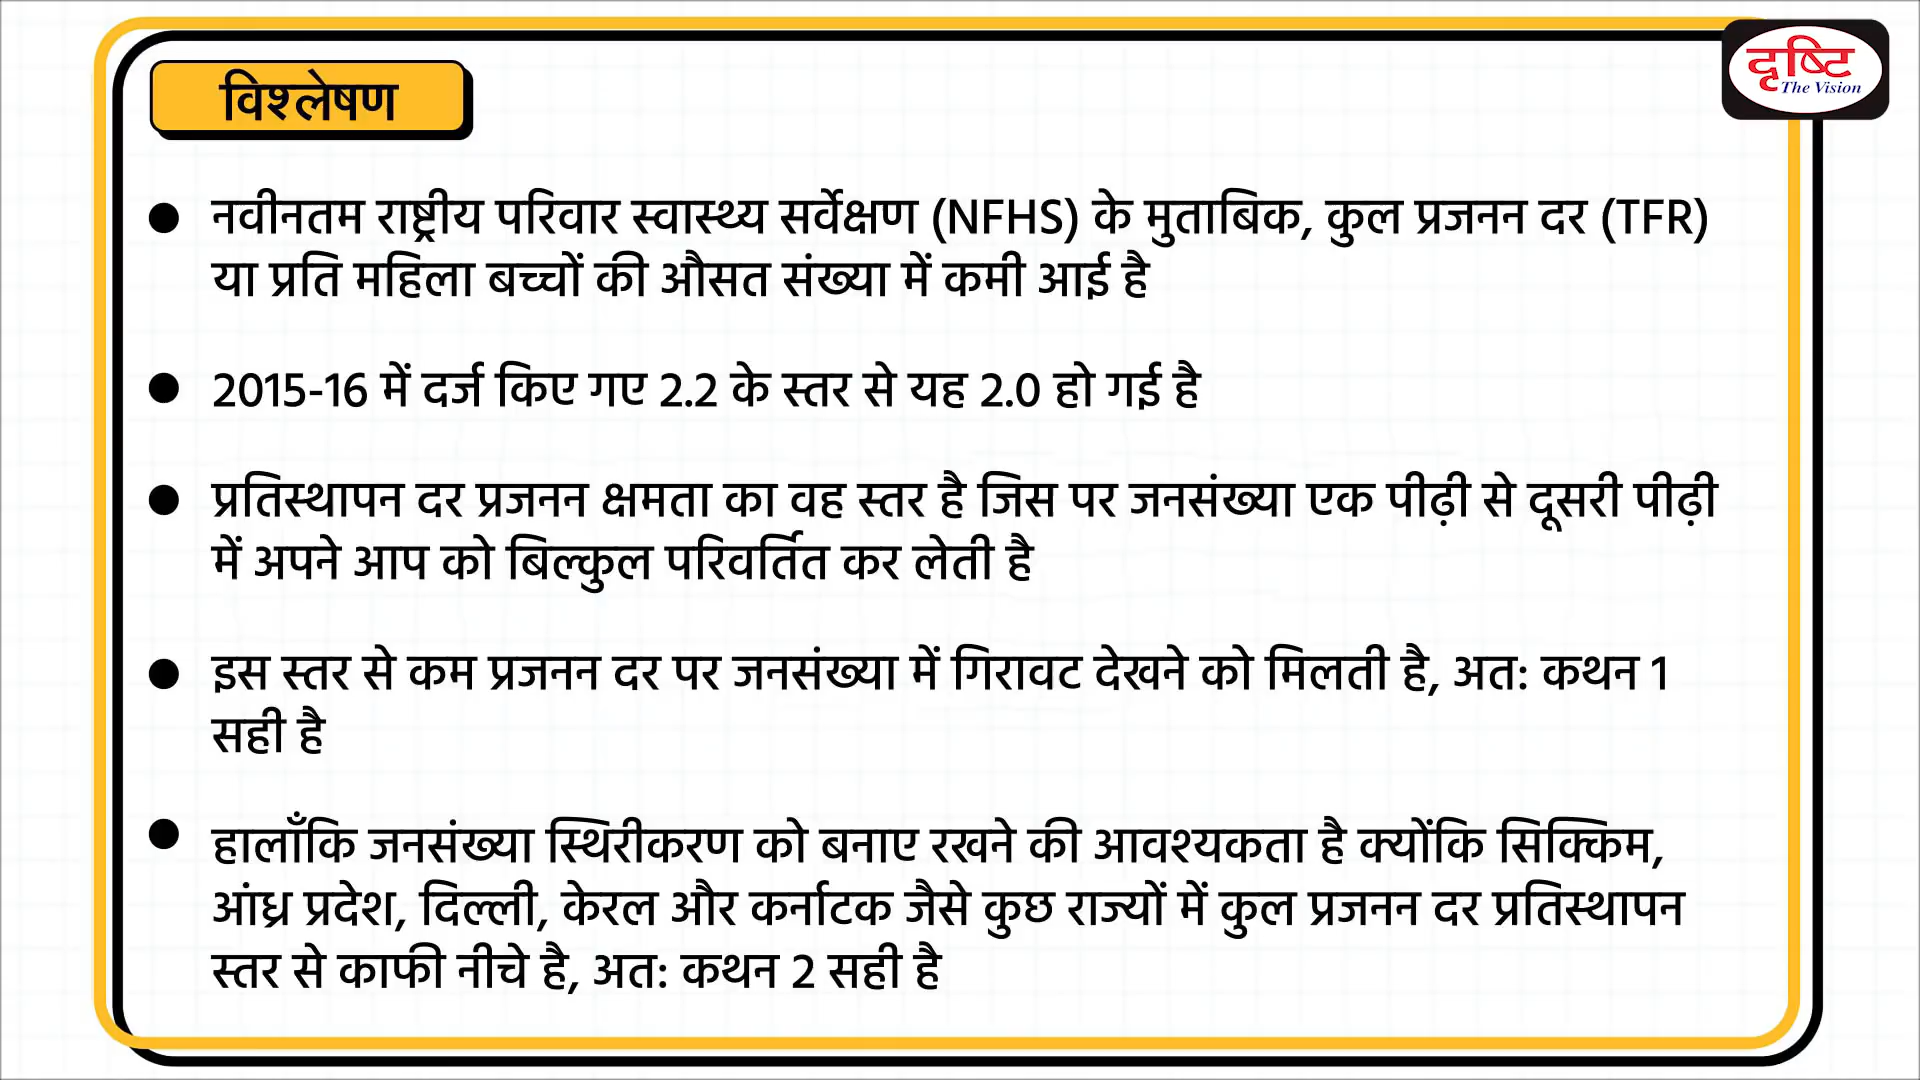 दृष्टि
The Vision
विश्लेषण
नवीनतम राष्ट्रीय परिवार स्वास्थ्य सर्वेक्षण (NFHS) के मुताबिक, कुल प्रजनन दर (TFR)
या प्रति महिला बच्चों की औसत संख्या में कमी आई है
2015-16 में दर्ज किए गए 2.2 के स्तर से यह 2.0 हो गई है
प्रतिस्थापन दर प्रजनन क्षमता का वह स्तर है जिस पर जनसंख्या एक पीढ़ी से दूसरी पीढ़ी
में अपने आप को बिल्कुल परिवर्तित कर लेती है
इस स्तर से कम प्रजनन दर पर जनसंख्या में गिरावट देखने को मिलती है, अत: कथन 1
सही है
हालाँकि जनसंख्या स्थिरीकरण को बनाए रखने की आवश्यकता है क्योंकि सिक्किम,
आंध्र प्रदेश, दिल्ली, केरल और कर्नाटक जैसे कुछ राज्यों में कुल प्रजनन दर प्रतिस्थापन
स्तर से काफी नीचे है, अत: कथन 2 सही है